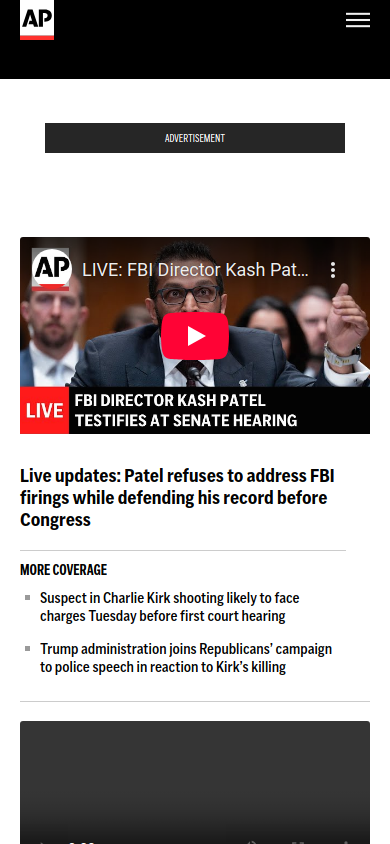 AP
ADVERTISEMENT
AP
LIVE: FBI Director Kash Pat...
LIVE
FBI DIRECTOR KASH PATEL
TESTIFIES AT SENATE HEARING
Live updates: Patel refuses to address FBI
firings while defending his record before
Congress
MORE COVERAGE
Suspect in Charlie Kirk shooting likely to face
charges Tuesday before first court hearing
Trump administration joins Republicans’ campaign
to police speech in reaction to Kirk’s killing